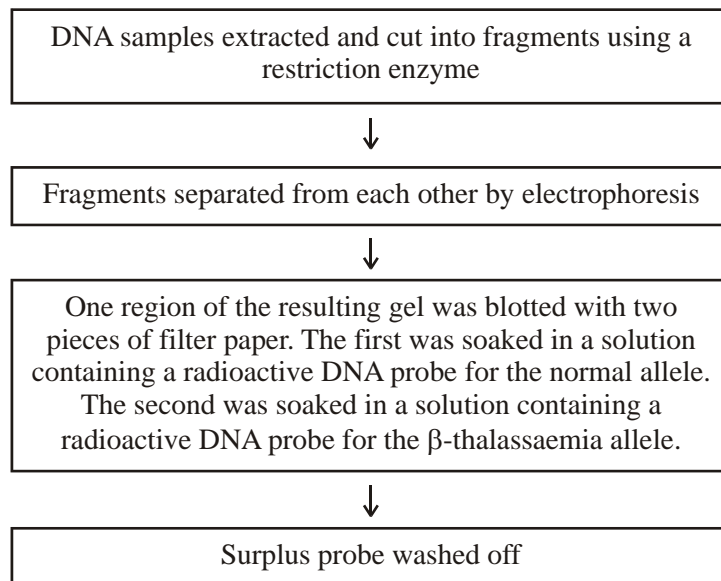 DNA samples extracted and cut into fragments using a
restriction enzyme
Fragments separated from each other by electrophoresis
One region of the resulting gel was blotted with two
pieces of filter paper. The first was soaked in a solution
containing a radioactive DNA probe for the normal allele.
The second was soaked in a solution containing a
radioactive DNA probe for the β-thalassaemia allele.
Surplus probe washed off